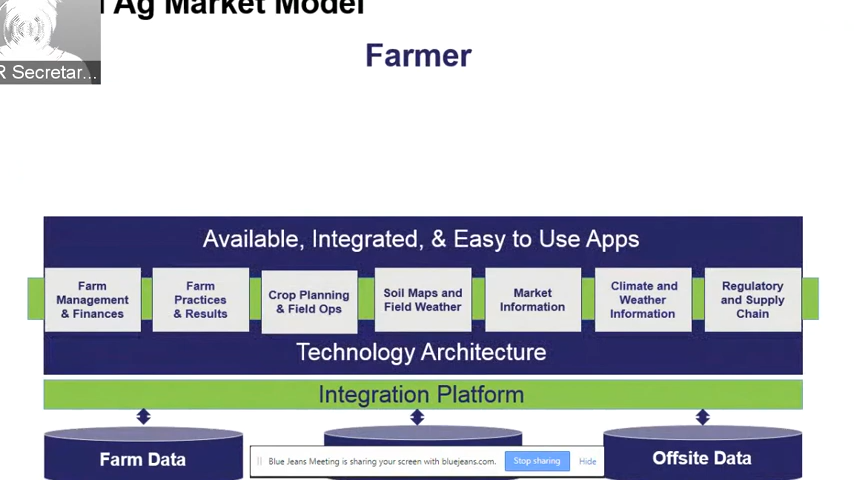 Ag Market Model
R Secretar...
Farmer
Available, Integrated, & Easy to Use Apps
Farm
Management
& Finances
Farm
Practices
& Results
Crop Planning
& Field Ops
Soil Maps and
Field Weather
Market
Information
Climate and
Weather
Information
Regulatory
and Supply
Chain
Technology Architecture
Integration Platform
Farm Data
Blue Jeans Meeting is sharing your screen with bluejeans.com.
Stop sharing
Hide
Offsite Data